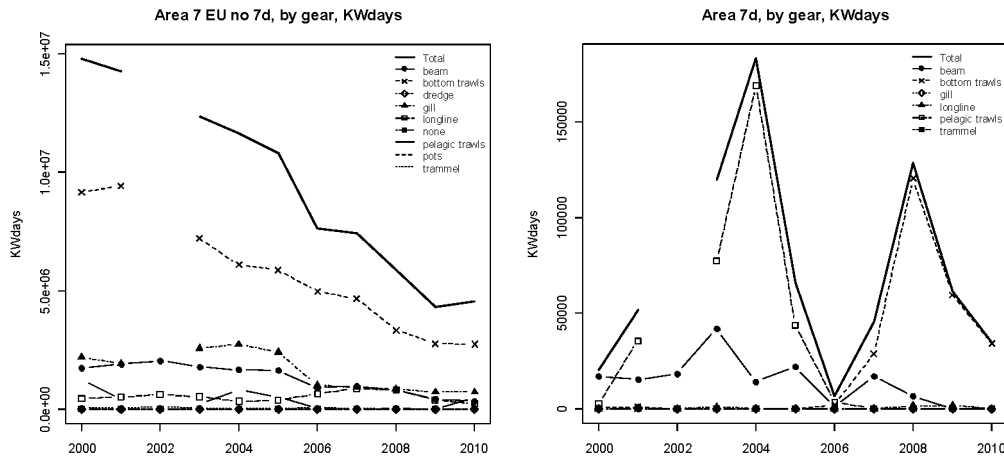 Area 7 EU no 7d, by gear, KWdays
KWdays
1.5e+07
1.0e+07
5.0e+06
0.0e+00
2000 2002 2004 2006 2008 2010
Total
beam
bottom trawls
dredge
gill
longline
none
pelagic trawls
pots
trammel
Area 7d, by gear, KWdays
KWdays
150000
100000
50000
0
2000 2002 2004 2006 2008 2010
Total
beam
bottom trawls
gill
longline
pelagic trawls
trammel